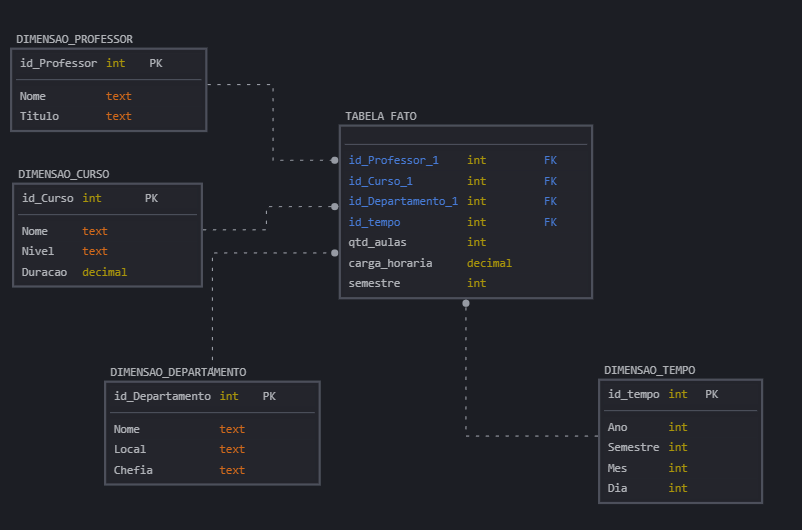 DIMENSAO_PROFESSOR
id_Professor int PK
Nome text
Titulo text
DIMENSAO_CURSO
id_Curso int PK
Nome text
Nivel text
Duracao decimal
TABELA FATO
id_Professor_1 int FK
id_Curso_1 int FK
id_Departamento_1 int FK
id_tempo int FK
qtd_aulas int
carga_horaria decimal
semestre int
DIMENSAO_DEPARTAMENTO
id_Departamento int PK
Nome text
Local text
Chefia text
DIMENSAO_TEMPO
id_tempo int PK
Ano int
Semestre int
Mes int
Dia int